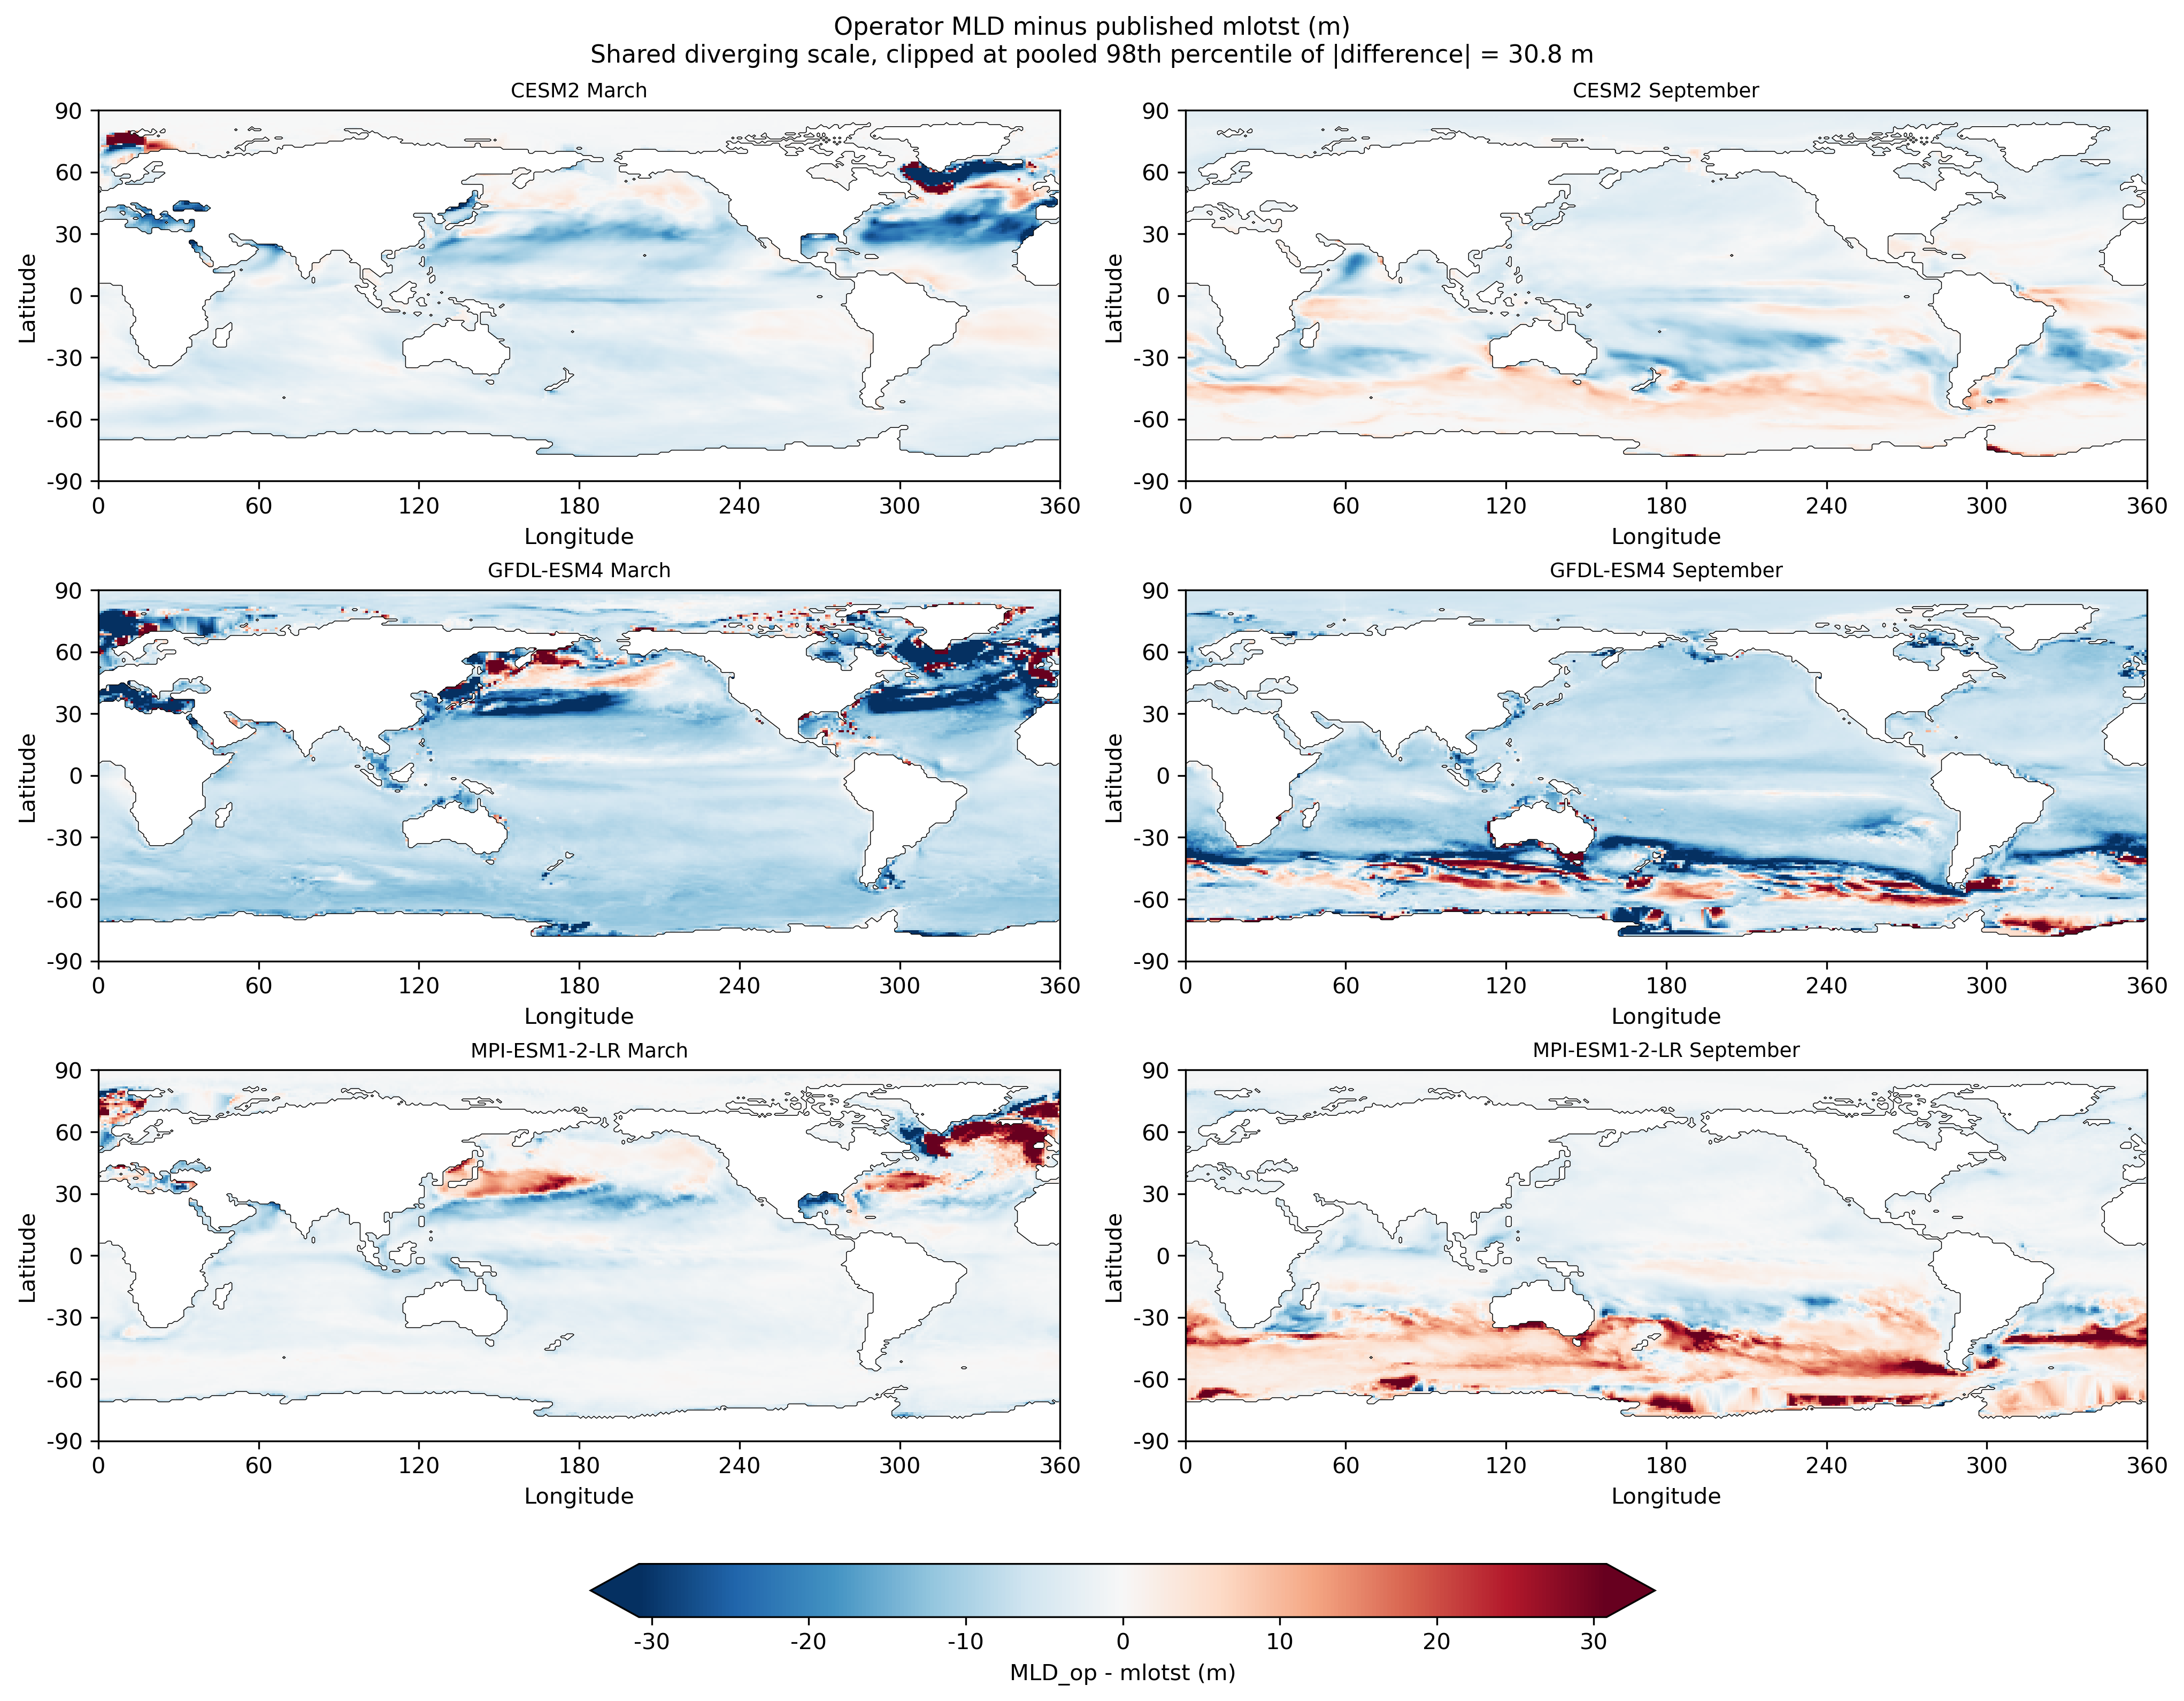 Operator MLD minus published mlotst (m)
Shared diverging scale, clipped at pooled 98th percentile of |difference| = 30.8 m
CESM2 March
CESM2 September
90
60
30
0
-30
-60
-90
Latitude
0 60 120 180 240 300 360
Longitude
90
60
30
0
-30
-60
-90
Latitude
0 60 120 180 240 300 360
Longitude
GFDL-ESM4 March
GFDL-ESM4 September
90
60
30
0
-30
-60
-90
Latitude
0 60 120 180 240 300 360
Longitude
90
60
30
0
-30
-60
-90
Latitude
0 60 120 180 240 300 360
Longitude
MPI-ESM1-2-LR March
MPI-ESM1-2-LR September
90
60
30
0
-30
-60
-90
Latitude
0 60 120 180 240 300 360
Longitude
90
60
30
0
-30
-60
-90
Latitude
0 60 120 180 240 300 360
Longitude
-30 -20 -10 0 10 20 30
MLD_op - mlotst (m)